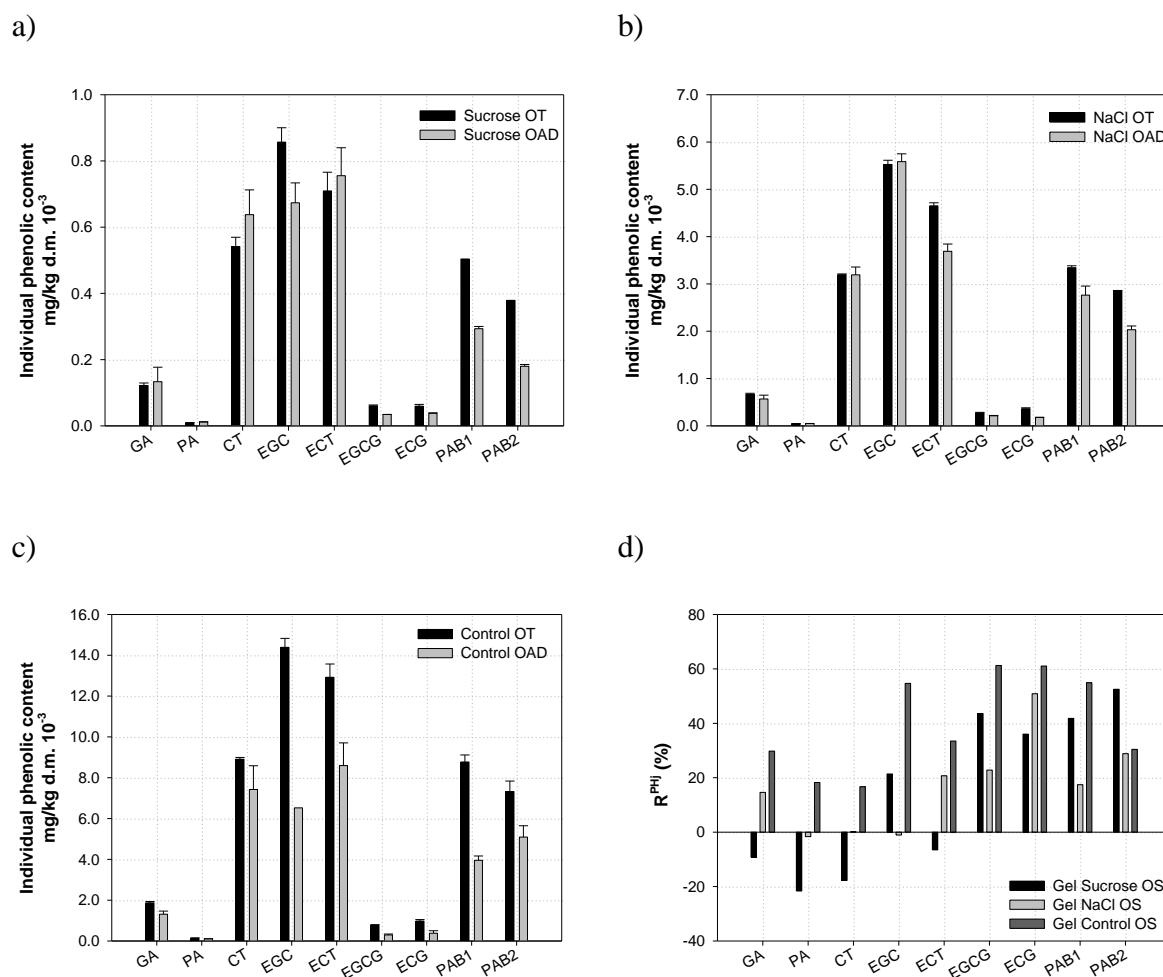 a)
Individual phenolic content
mg/kg d.m. 10-3
1.0
0.8
0.6
0.4
0.2
0.0
Sucrose OT
Sucrose OAD
GA PA CT EGC ECT EGCG ECG PAB1 PAB2
b)
Individual phenolic content
mg/kg d.m. 10-3
7.0
6.0
5.0
4.0
3.0
2.0
1.0
0.0
NaCl OT
NaCl OAD
GA PA CT EGC ECT EGCG ECG PAB1 PAB2
c)
Individual phenolic content
mg/kg d.m. 10-3
16.0
14.0
12.0
10.0
8.0
6.0
4.0
2.0
0.0
Control OT
Control OAD
GA PA CT EGC ECT EGCG ECG PAB1 PAB2
d)
RPHj (%)
80
60
40
20
0
-20
-40
Gel Sucrose OS
Gel NaCl OS
Gel Control OS
GA PA CT EGC ECT EGCG ECG PAB1 PAB2